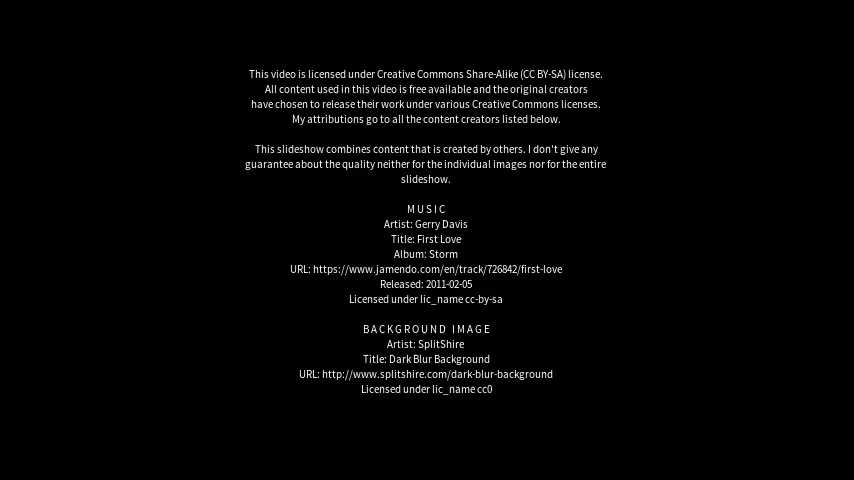 This video is licensed under Creative Commons Share-Alike (CC BY-SA) license.
All content used in this video is free available and the original creators
have chosen to release their work under various Creative Commons licenses.
My attributions go to all the content creators listed below.
This slideshow combines content that is created by others. I don't give any
guarantee about the quality neither for the individual images nor for the entire
slideshow.
MUSIC
Artist: Gerry Davis
Title: First Love
Album: Storm
URL: https://www.jamendo.com/en/track/726842/first-love
Released: 2011-02-05
Licensed under lic_name cc-by-sa
BACKGROUND IMAGE
Artist: SplitShire
Title: Dark Blur Background
URL: http://www.splitshire.com/dark-blur-background
Licensed under lic_name cc0